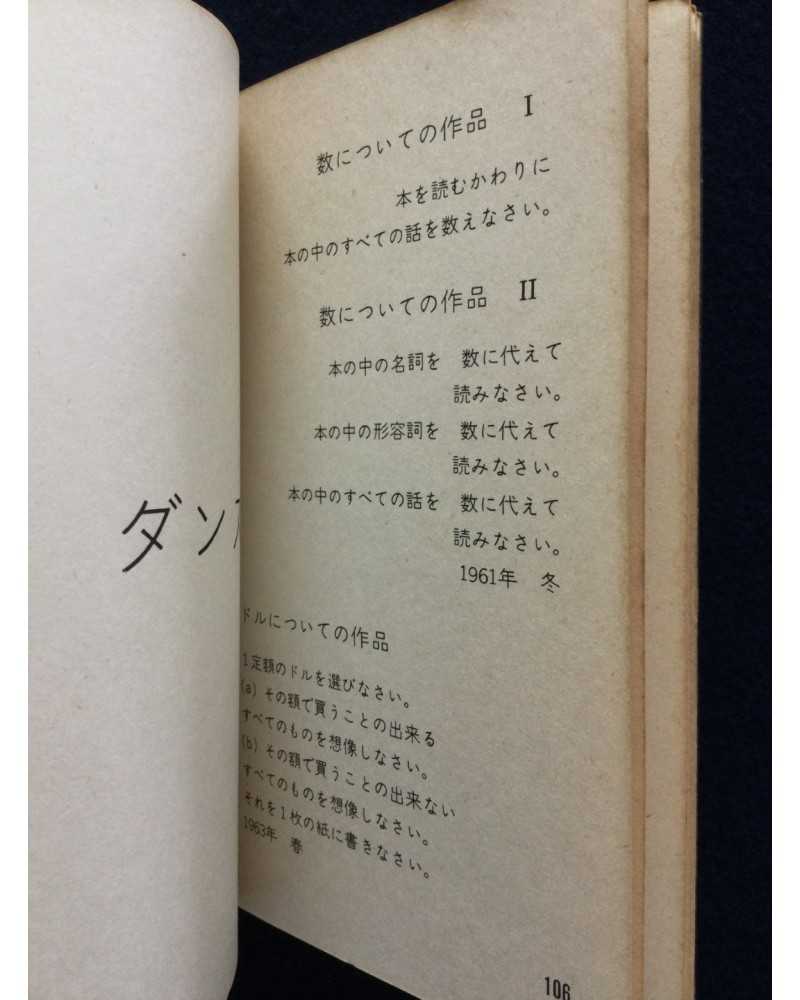 ダン
数についての作品 I
本を読むかわりに
本の中のすべての話を数えなさい。
数についての作品 II
本の中の名詞を 数に代えて
読みなさい。
本の中の形容詞を 数に代えて
読みなさい。
本の中のすべての話を 数に代えて
読みなさい。
1961年 冬
ドルについての作品
1定額のドルを選びなさい。
(a) その額で買うことの出来る
すべてのものを想像しなさい。
(b) その額で買うことの出来ない
すべてのものを想像しなさい。
それを1枚の紙に書きなさい。
1963年 春
106